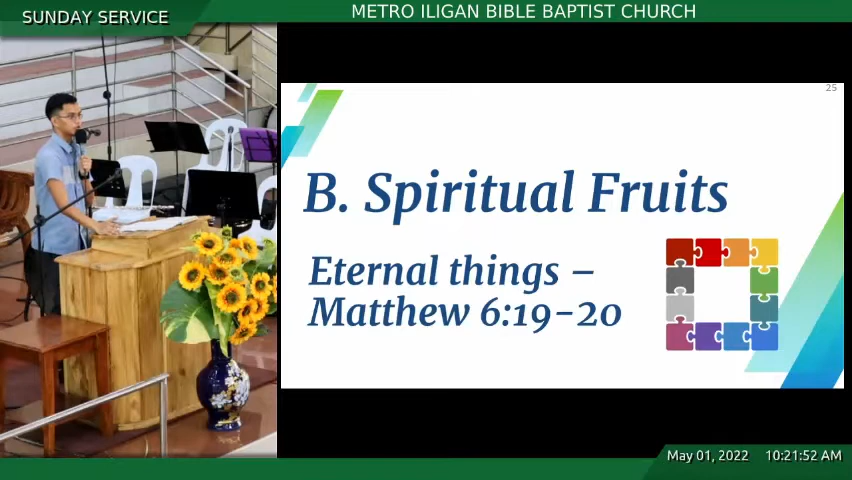 SUNDAY SERVICE
METRO ILIGAN BIBLE BAPTIST CHURCH
25
B. Spiritual Fruits
Eternal things –
Matthew 6:19-20
May 01, 2022 10:21:52 AM